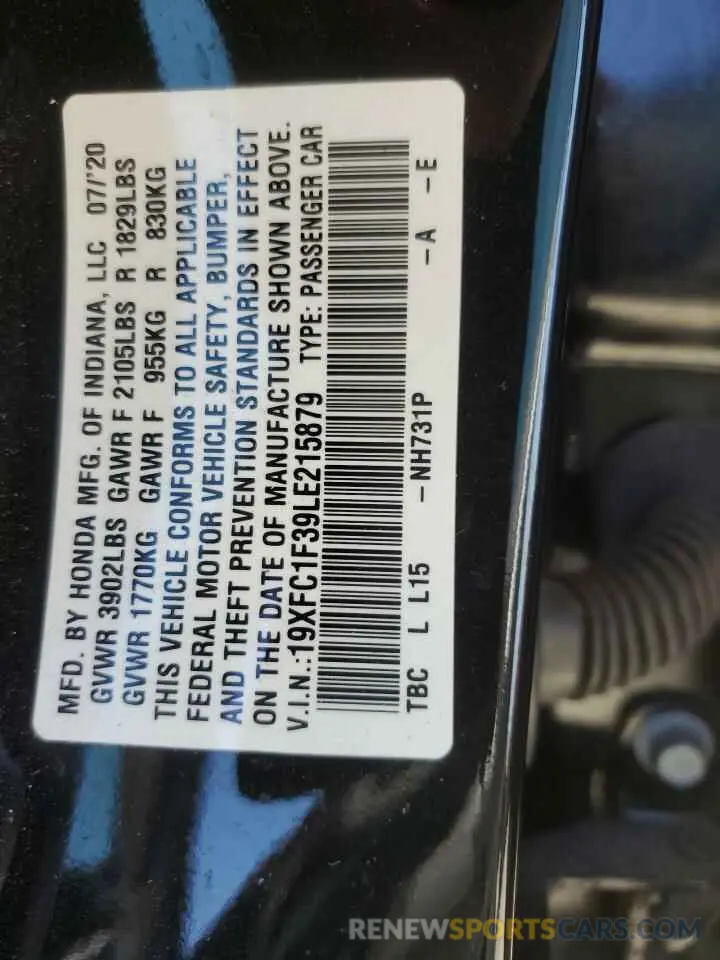 MFD. BY HONDA MFG. OF INDIANA, LLC 07/'20
GVWR 3902LBS GAWR F 2105LBS R 1829LBS
GVWR 1770KG GAWR F 955KG R 830KG
THIS VEHICLE CONFORMS TO ALL APPLICABLE
FEDERAL MOTOR VEHICLE SAFETY, BUMPER,
AND THEFT PREVENTION STANDARDS IN EFFECT
ON THE DATE OF MANUFACTURE SHOWN ABOVE.
V.I.N.:19XFC1F39LE215879 TYPE: PASSENGER CAR
TBC L L15 -NH731P -A -E
RENEWSPORTSCARS.COM